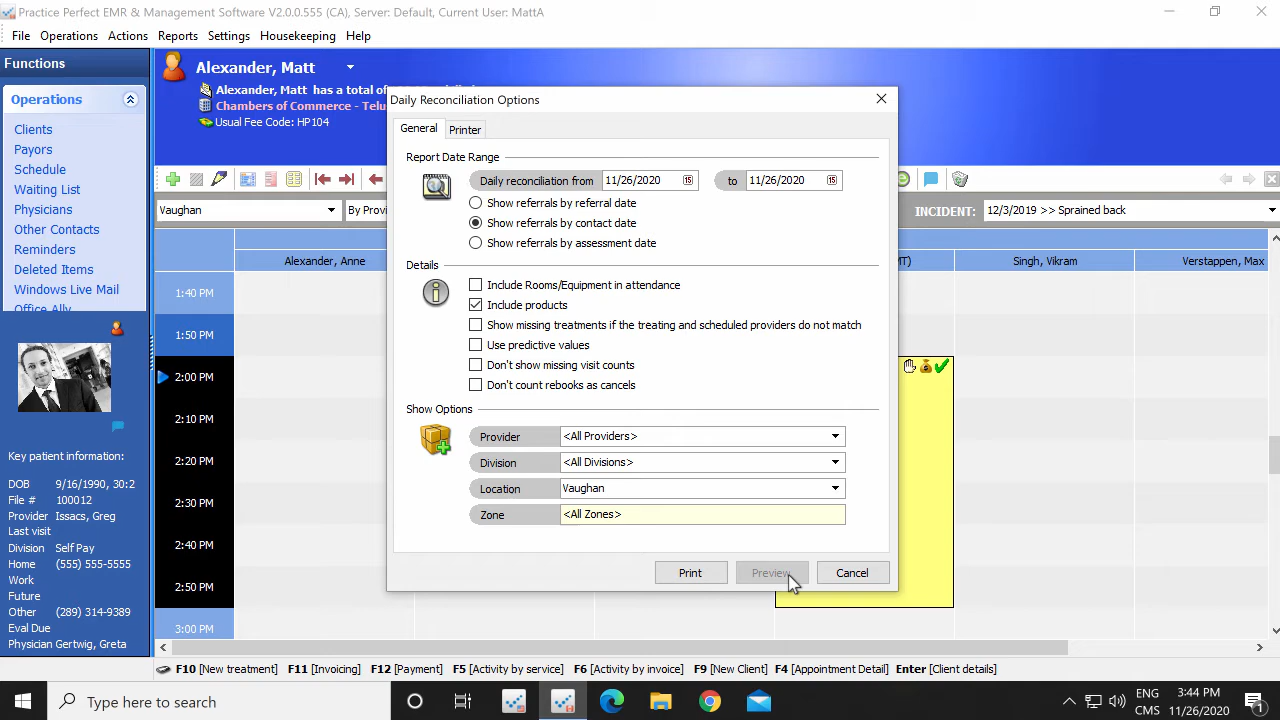 Practice Perfect EMR & Management Software V2.0.0.555 (CA), Server: Default, Current User: MattA
File Operations Actions Reports Settings Housekeeping Help
Functions
Operations
Clients
Payors
Schedule
Waiting List
Physicians
Other Contacts
Reminders
Deleted Items
Windows Live Mail
Office Ally
Key patient information:
DOB 9/16/1990, 30:2
File # 100012
Provider Issacs, Greg
Last visit
Division Self Pay
Home (555) 555-5555
Work
Future
Other (289) 314-9389
Eval Due
Physician Gertwig, Greta
Alexander, Matt
Alexander, Matt has a total of
Chambers of Commerce - Telu
Usual Fee Code: HP104
Vaughan By Provi
INCIDENT: 12/3/2019 >> Sprained back
Alexander, Anne
Singh, Vikram
Verstappen, Max
1:40 PM
1:50 PM
2:00 PM
2:10 PM
2:20 PM
2:30 PM
2:40 PM
2:50 PM
3:00 PM
Daily Reconciliation Options
General Printer
Report Date Range
Daily reconciliation from 11/26/2020 15 to 11/26/2020 15
Show referrals by referral date
Show referrals by contact date
Show referrals by assessment date
Details
Include Rooms/Equipment in attendance
Include products
Show missing treatments if the treating and scheduled providers do not match
Use predictive values
Don't show missing visit counts
Don't count rebooks as cancels
Show Options
Provider <All Providers>
Division <All Divisions>
Location Vaughan
Zone <All Zones>
Print Preview Cancel
F10 [New treatment] F11 [Invoicing] F12 [Payment] F5 [Activity by service] F6 [Activity by invoice] F9 [New Client] F4 [Appointment Detail] Enter [Client details]
Type here to search
ENG
CMS
3:44 PM
11/26/2020
1